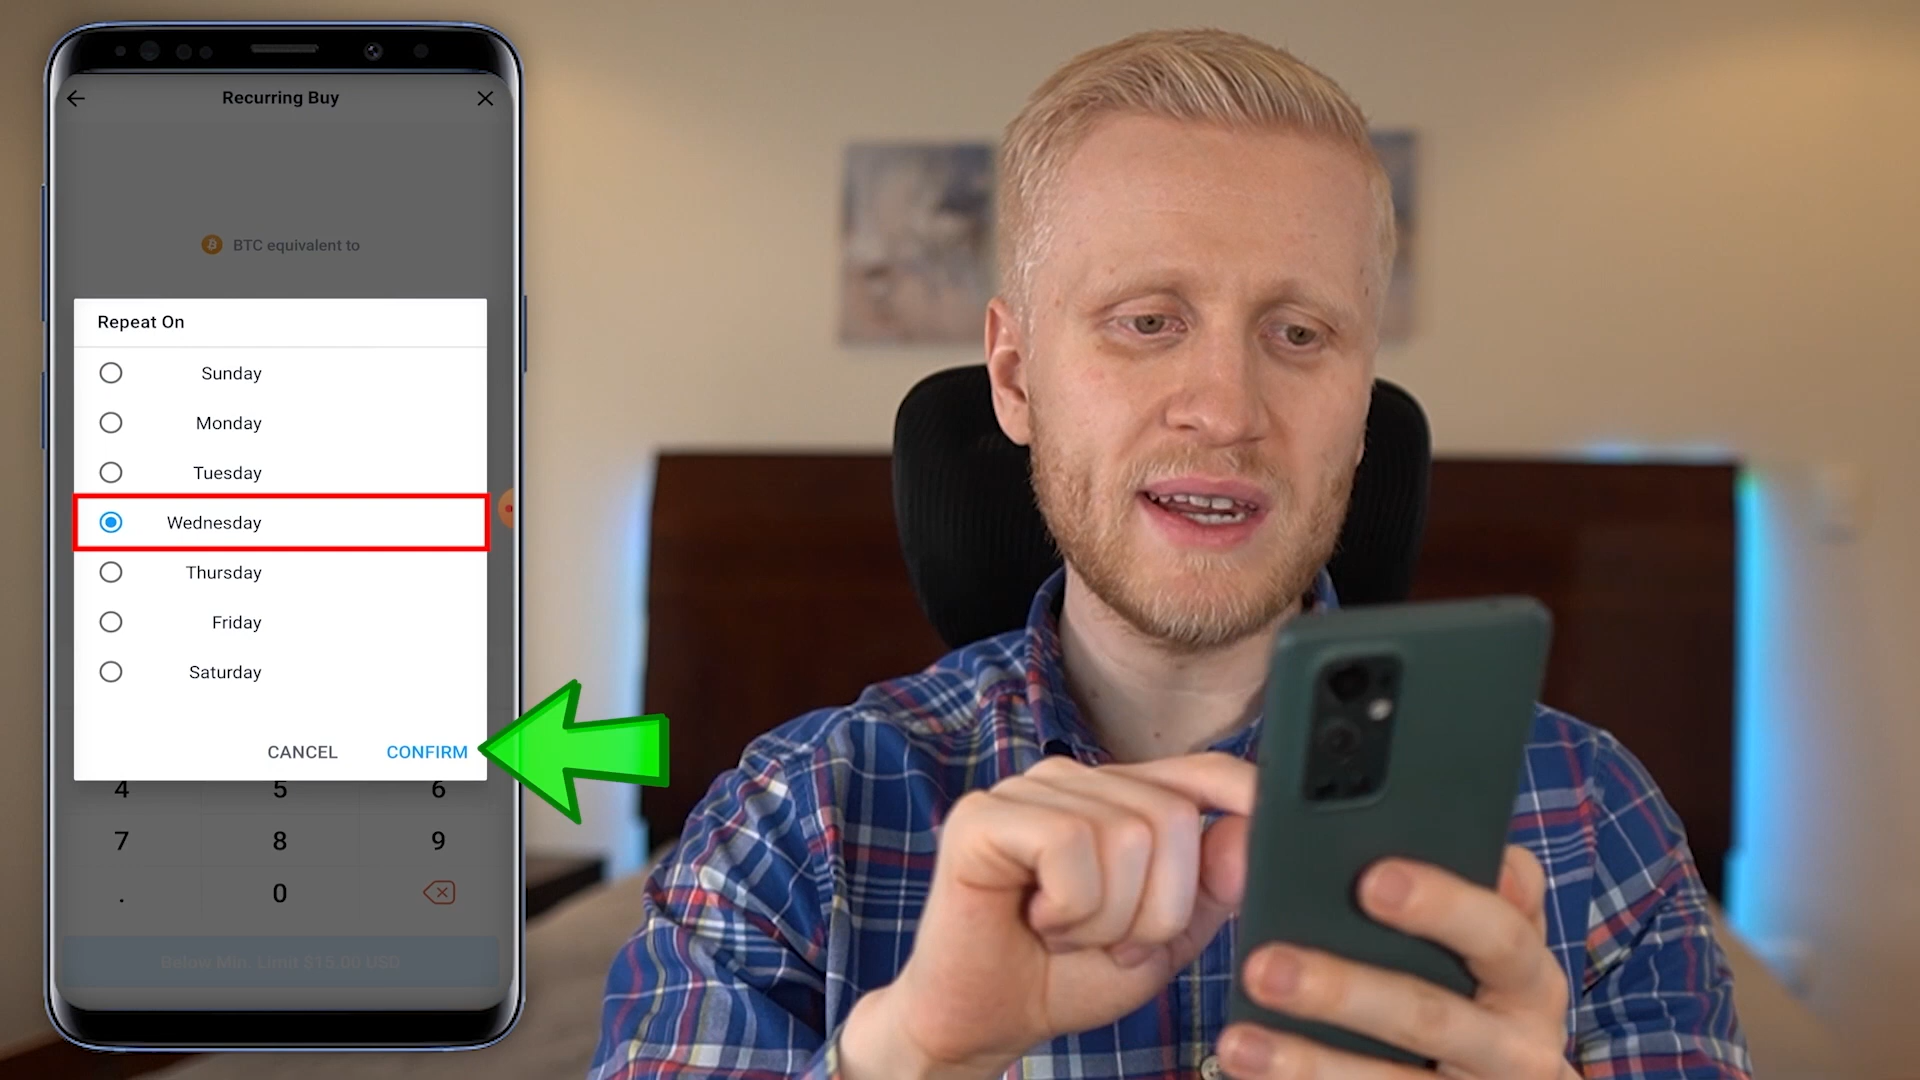 Recurring Buy
BTC equivalent to
Repeat On
Sunday
Monday
Tuesday
Wednesday
Thursday
Friday
Saturday
CANCEL CONFIRM
4 5 6
7 8 9
. 0
Below Min. Limit $15.00 USD